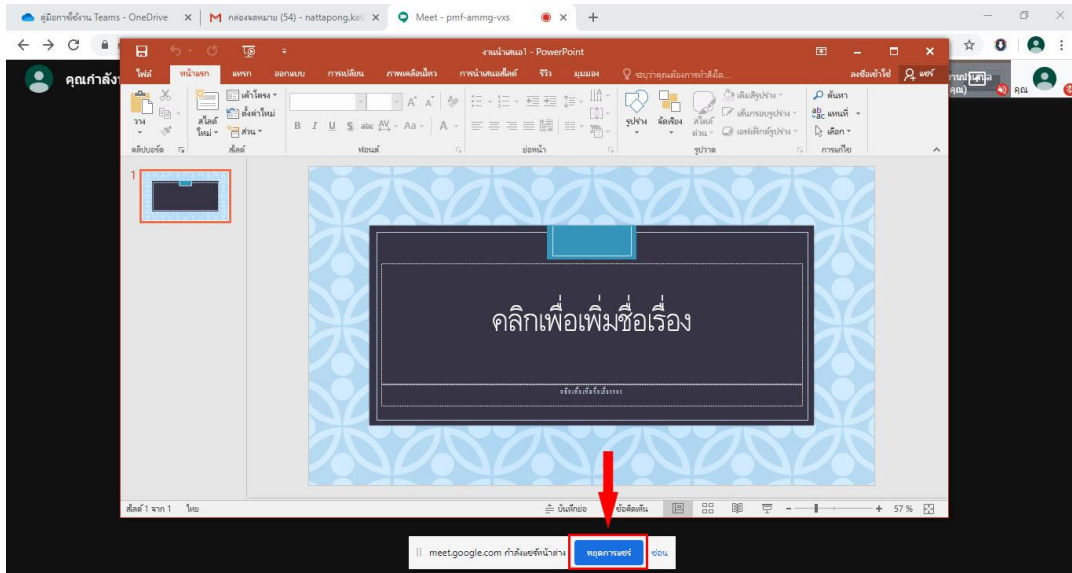 คู่มือการใช้งาน Teams - OneDrive
กล่องจดหมาย (54) - nattapong.ka
Meet - pmf-ammg-vxs
คุณกำลัง
งานนำเสนอ1 - PowerPoint
ไฟล์ หน้าแรก แทรก ออกแบบ การเปลี่ยน ภาพเคลื่อนไหว การนำเสนอสไลด์ รีวิว มุมมอง ระบุว่าคุณต้องการทำสิ่งใด... ลงชื่อเข้าใช้ แชร์
วาง
สไลด์
ใหม่
เค้าโครง
ตั้งค่าใหม่
ส่วน
B I U S abc AV Aa A
รูปร่าง จัดเรียง สไตล์
ด่วน
เติมสีรูปร่าง
เส้นกรอบรูปร่าง
เอฟเฟ็กต์รูปร่าง
ค้นหา
แทนที่
เลือก
คลิปบอร์ด สไลด์ ฟอนต์ ย่อหน้า รูปวาด การแก้ไข
คุณ
1
คลิกเพื่อเพิ่มชื่อเรื่อง
สไลด์ 1 จาก 1 ไทย
บันทึกย่อ ข้อคิดเห็น 57 %
meet.google.com กำลังแชร์หน้าต่าง หยุดการแชร์ ซ่อน